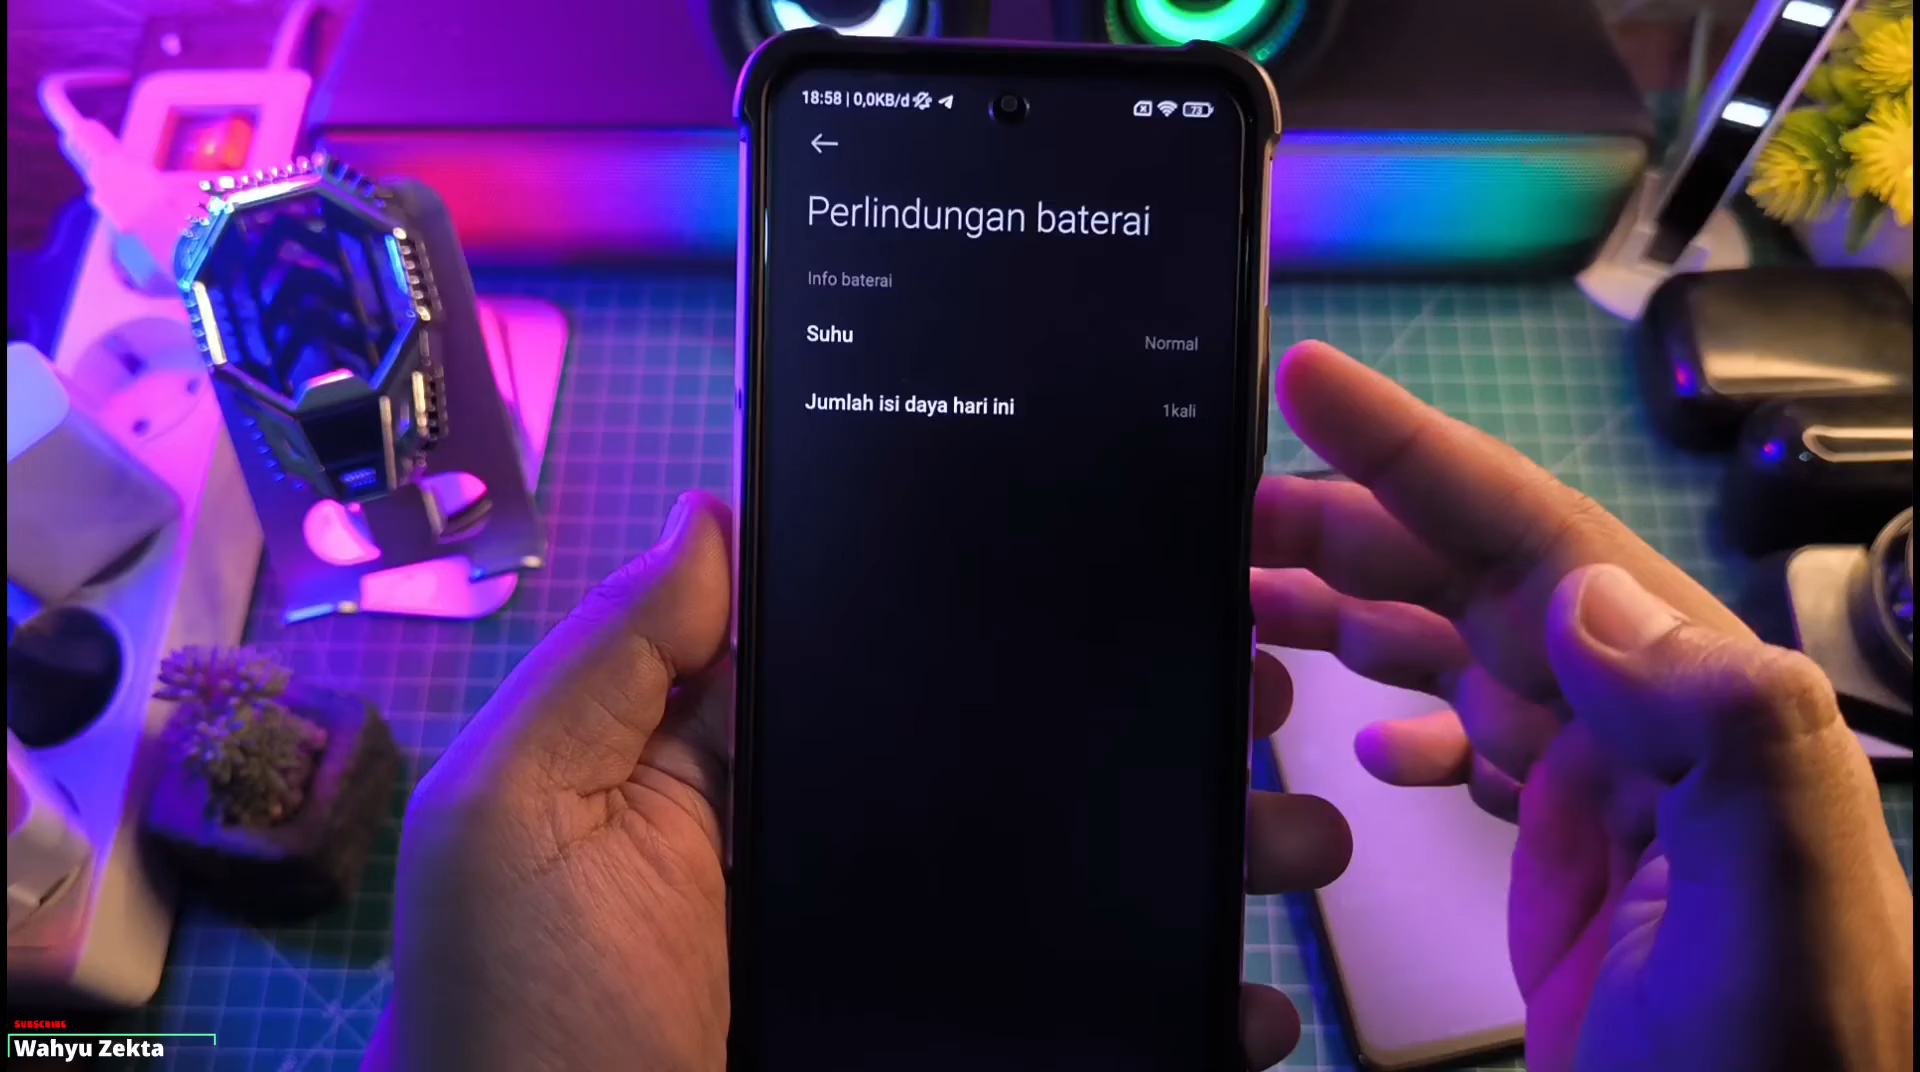 18:58 | 0,0KB/d
73
Perlindungan baterai
Info baterai
Suhu
Normal
Jumlah isi daya hari ini
1kali
SUBSCRIBE
Wahyu Zekta